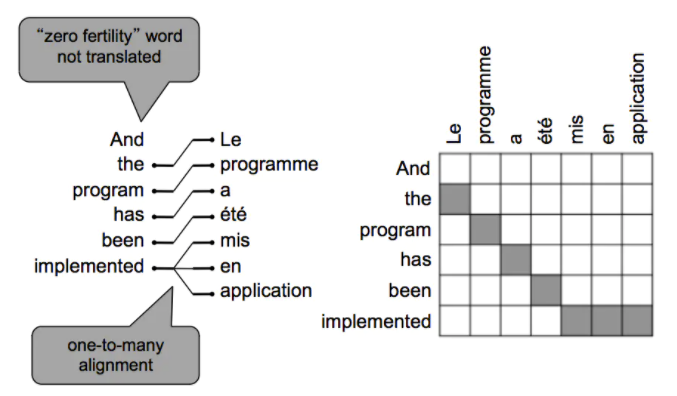 “zero fertility” word
not translated
And
the
program
has
been
implemented
Le
programme
a
été
mis
en
application
one-to-many
alignment
Le
programme
a
été
mis
en
application
And
the
program
has
been
implemented